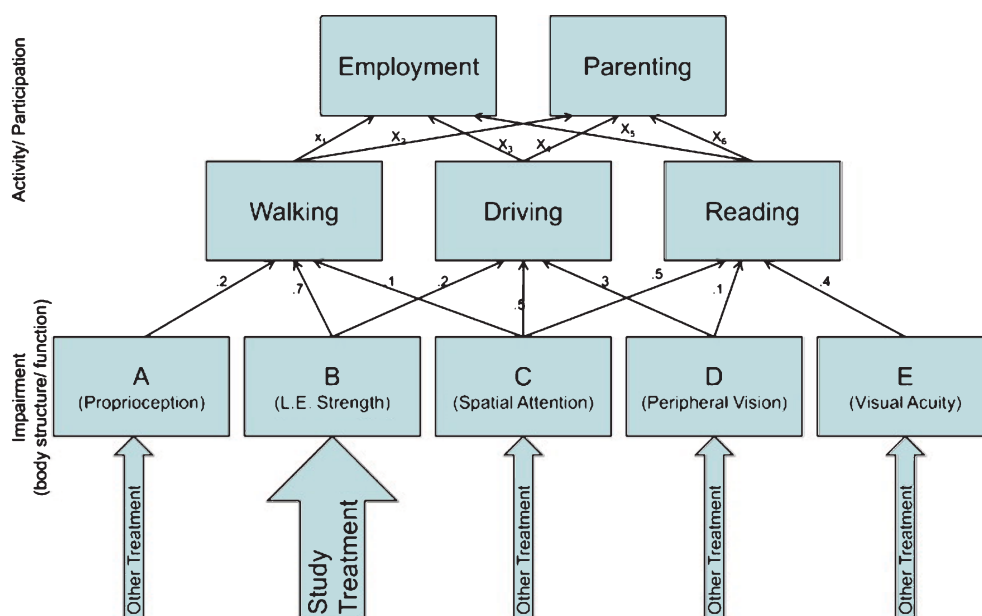 Activity/ Participation
Employment
Parenting
x₁
X₂
X₃
X₄
X₅
X₆
Walking
Driving
Reading
.2
.7
.1
.2
.5
.3
.5
.1
.4
Impairment
(body structure/ function)
A
(Proprioception)
B
(L.E. Strength)
C
(Spatial Attention)
D
(Peripheral Vision)
E
(Visual Acuity)
Other Treatment
Study
Treatment
Other Treatment
Other Treatment
Other Treatment